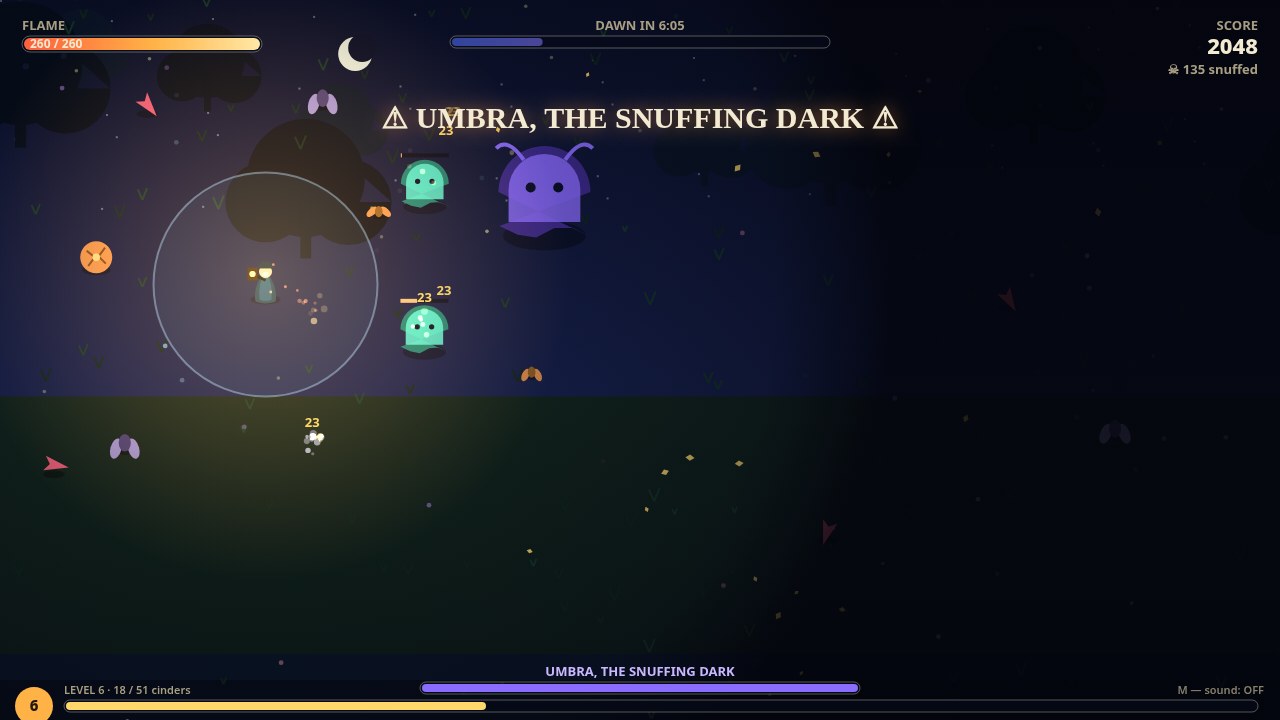 FLAME
260 / 260
DAWN IN 6:05
SCORE
2048
☠ 135 snuffed
⚠ UMBRA, THE SNUFFING DARK ⚠
23
23
23
23
23
UMBRA, THE SNUFFING DARK
6
LEVEL 6 · 18 / 51 cinders
M — sound: OFF